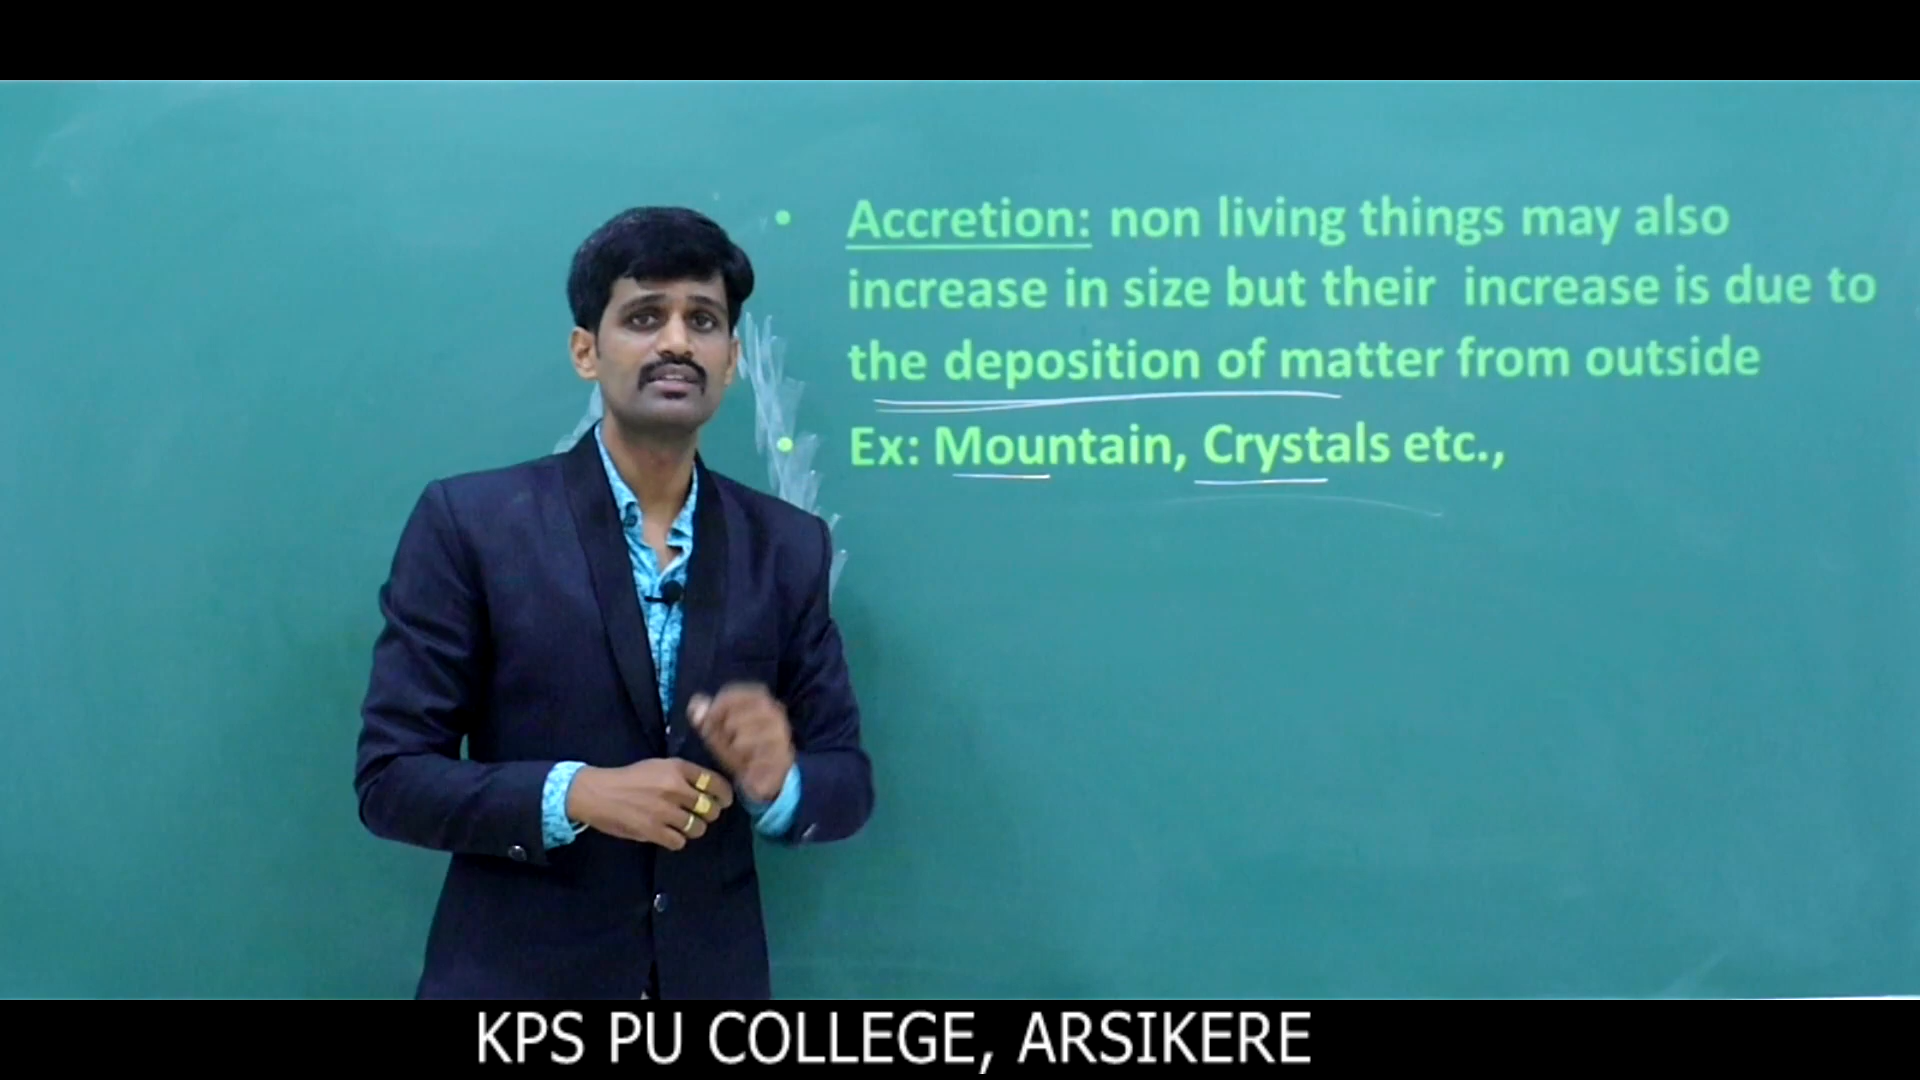 • Accretion: non living things may also
increase in size but their increase is due to
the deposition of matter from outside
• Ex: Mountain, Crystals etc.,
KPS PU COLLEGE, ARSIKERE